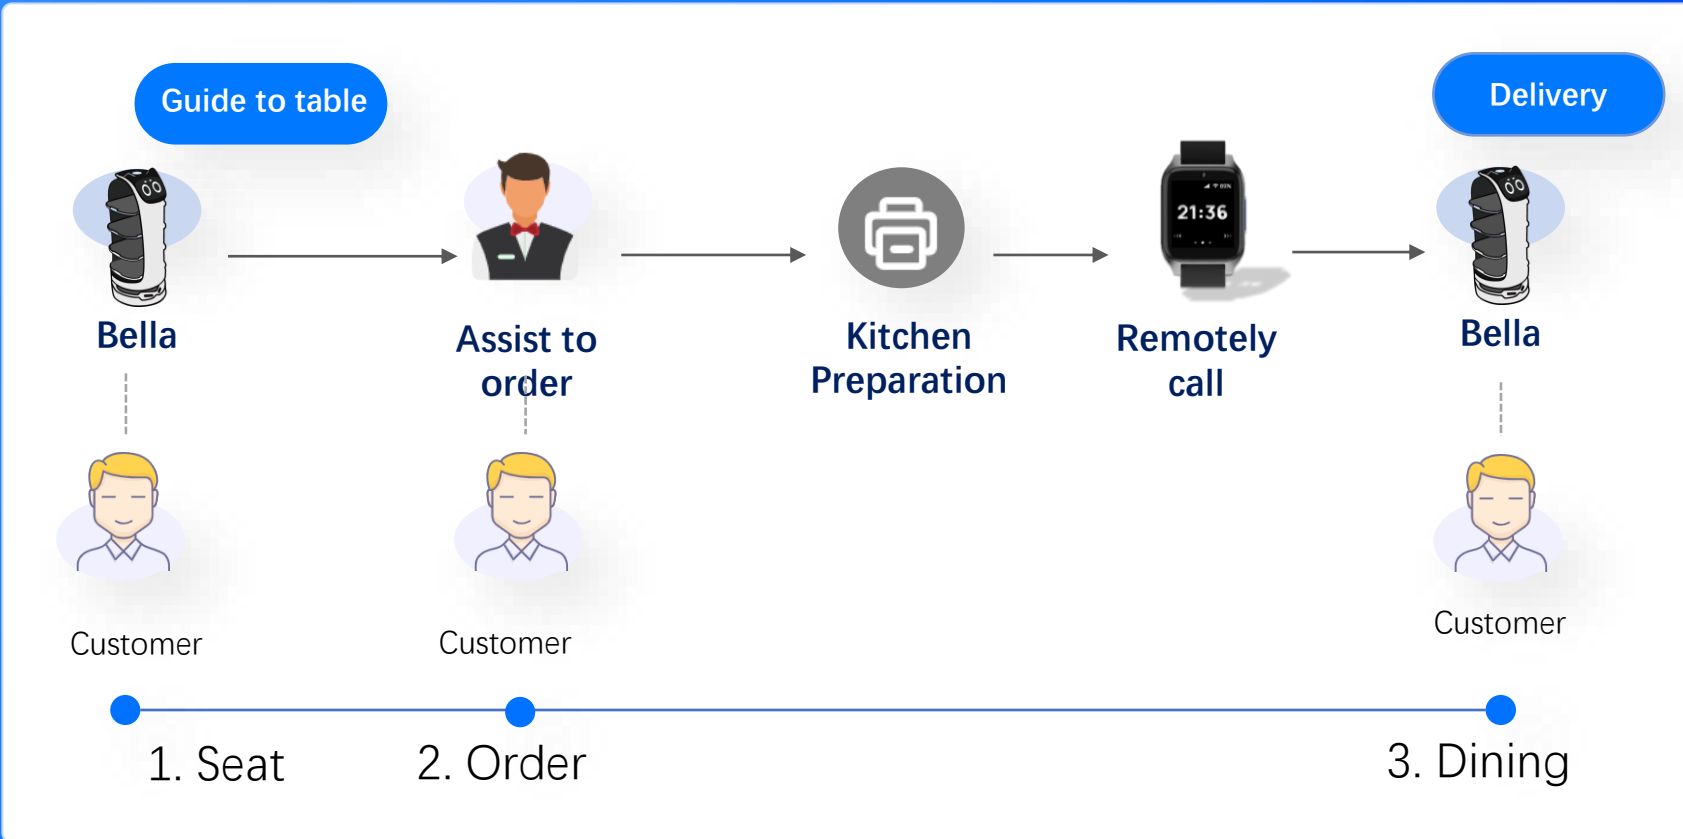 Guide to table
Delivery
21:36
Bella
Assist to
order
Kitchen
Preparation
Remotely
call
Bella
Customer
Customer
Customer
1. Seat
2. Order
3. Dining